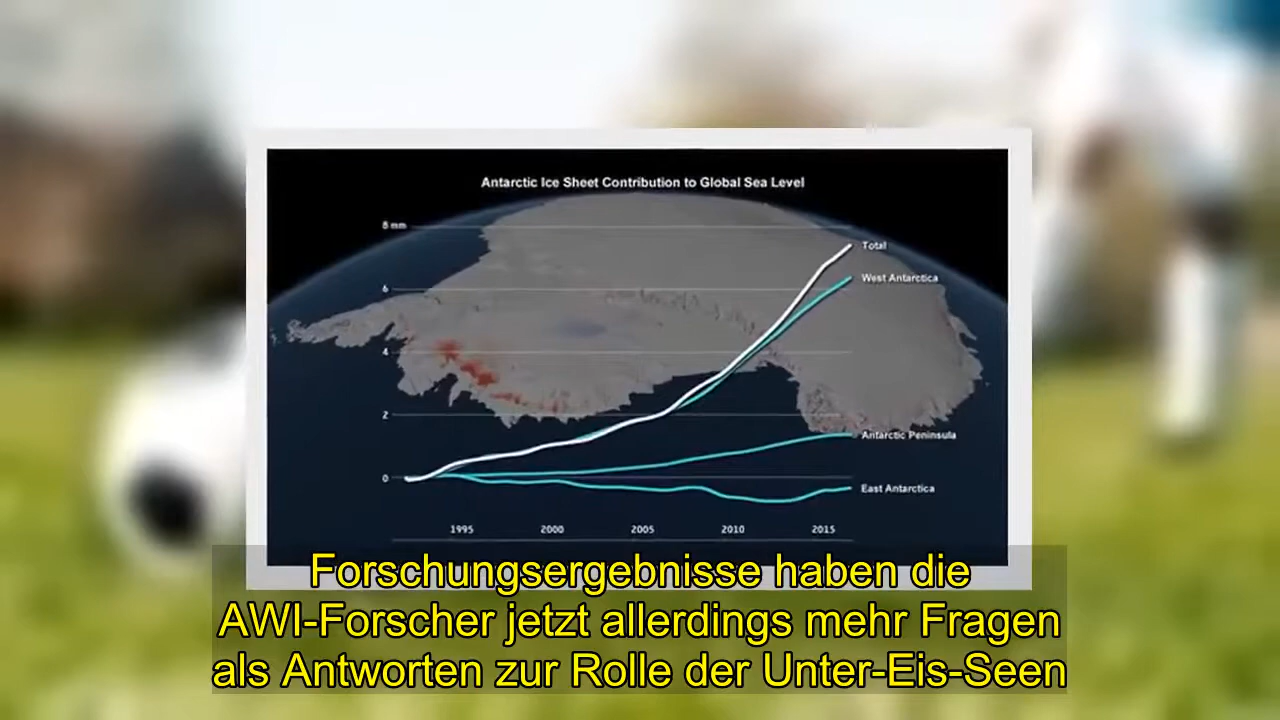 Antarctic Ice Sheet Contribution to Global Sea Level
8 mm
Total
West Antarctica
6
4
2
Antarctic Peninsula
0
East Antarctica
1995 2000 2005 2010 2015
Forschungsergebnisse haben die
AWI-Forscher jetzt allerdings mehr Fragen
als Antworten zur Rolle der Unter-Eis-Seen